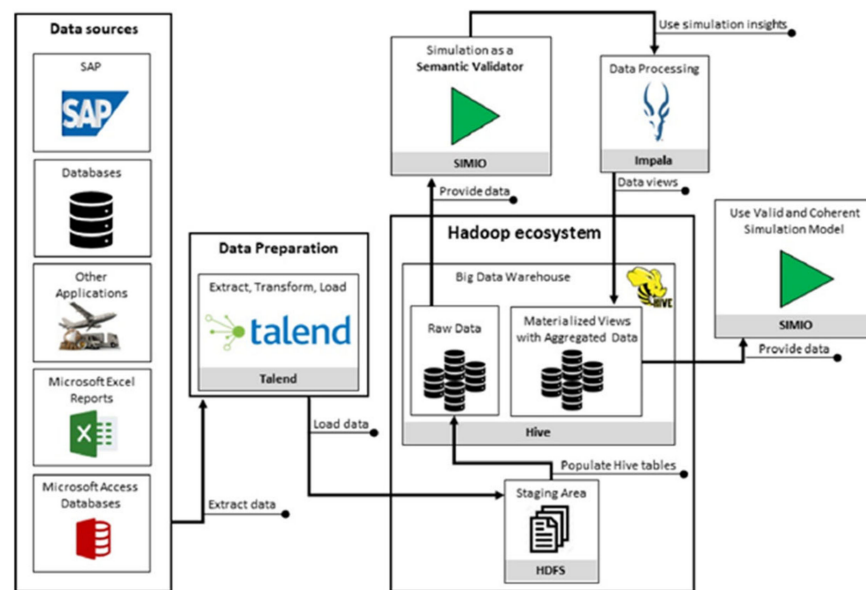 Data sources
SAP
SAP
Databases
Other
Applications
Microsoft Excel
Reports
X
Microsoft Access
Databases
Extract data
Data Preparation
Extract, Transform, Load
talend
Talend
Load data
Simulation as a
Semantic Validator
SIMIO
Provide data
Use simulation insights
Data Processing
Impala
Data views
Hadoop ecosystem
Big Data Warehouse
HIVE
Raw Data
Materialized Views
with Aggregated Data
Hive
Populate Hive tables
Staging Area
HDFS
Use Valid and Coherent
Simulation Model
SIMIO
Provide data